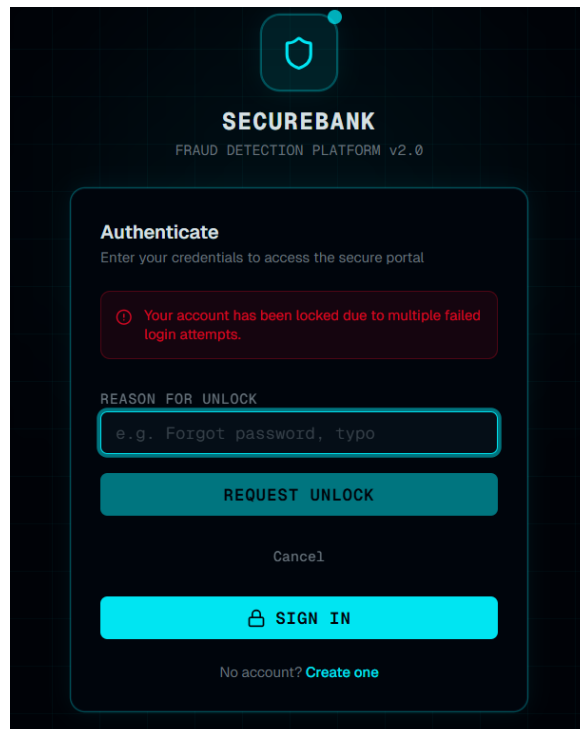 SECUREBANK
FRAUD DETECTION PLATFORM v2.0
Authenticate
Enter your credentials to access the secure portal
Your account has been locked due to multiple failed
login attempts.
REASON FOR UNLOCK
e.g. Forgot password, typo
REQUEST UNLOCK
Cancel
SIGN IN
No account? Create one